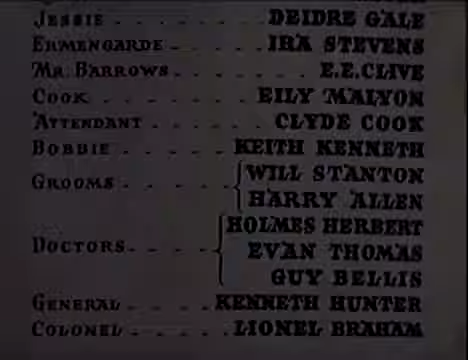 JESSIE - - - - - - DEIDRE GALE
ERMENGARDE - - - - - IRA STEVENS
MR. BARROWS - - - - - - E.E.CLIVE
COOK - - - - - - - EILY MALYON
ATTENDANT - - - - - CLYDE COOK
BOBBIE - - - - - KEITH KENNETH
GROOMS - - - - - WILL STANTON
HARRY ALLEN
HOLMES HERBERT
DOCTORS - - - - EVAN THOMAS
GUY BELLIS
GENERAL - - - - KENNETH HUNTER
COLONEL - - - - - LIONEL BRAHAM